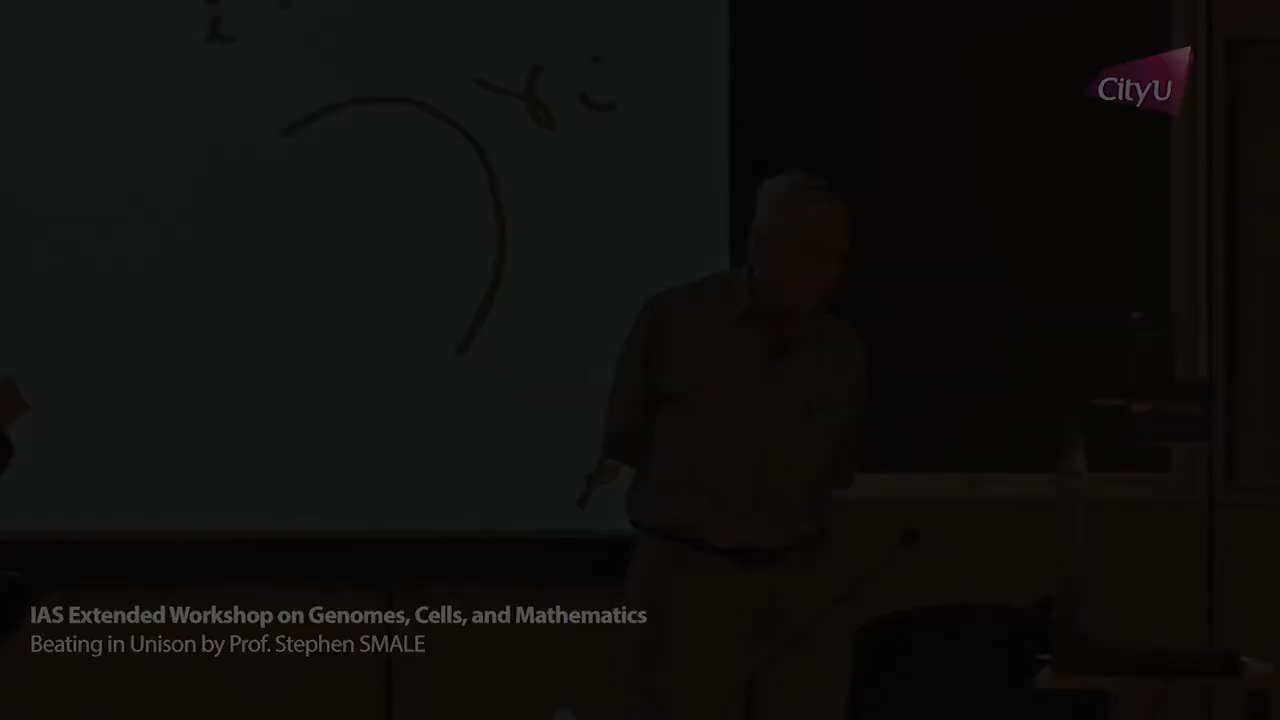 CityU
IAS Extended Workshop on Genomes, Cells, and Mathematics
Beating in Unison by Prof. Stephen SMALE